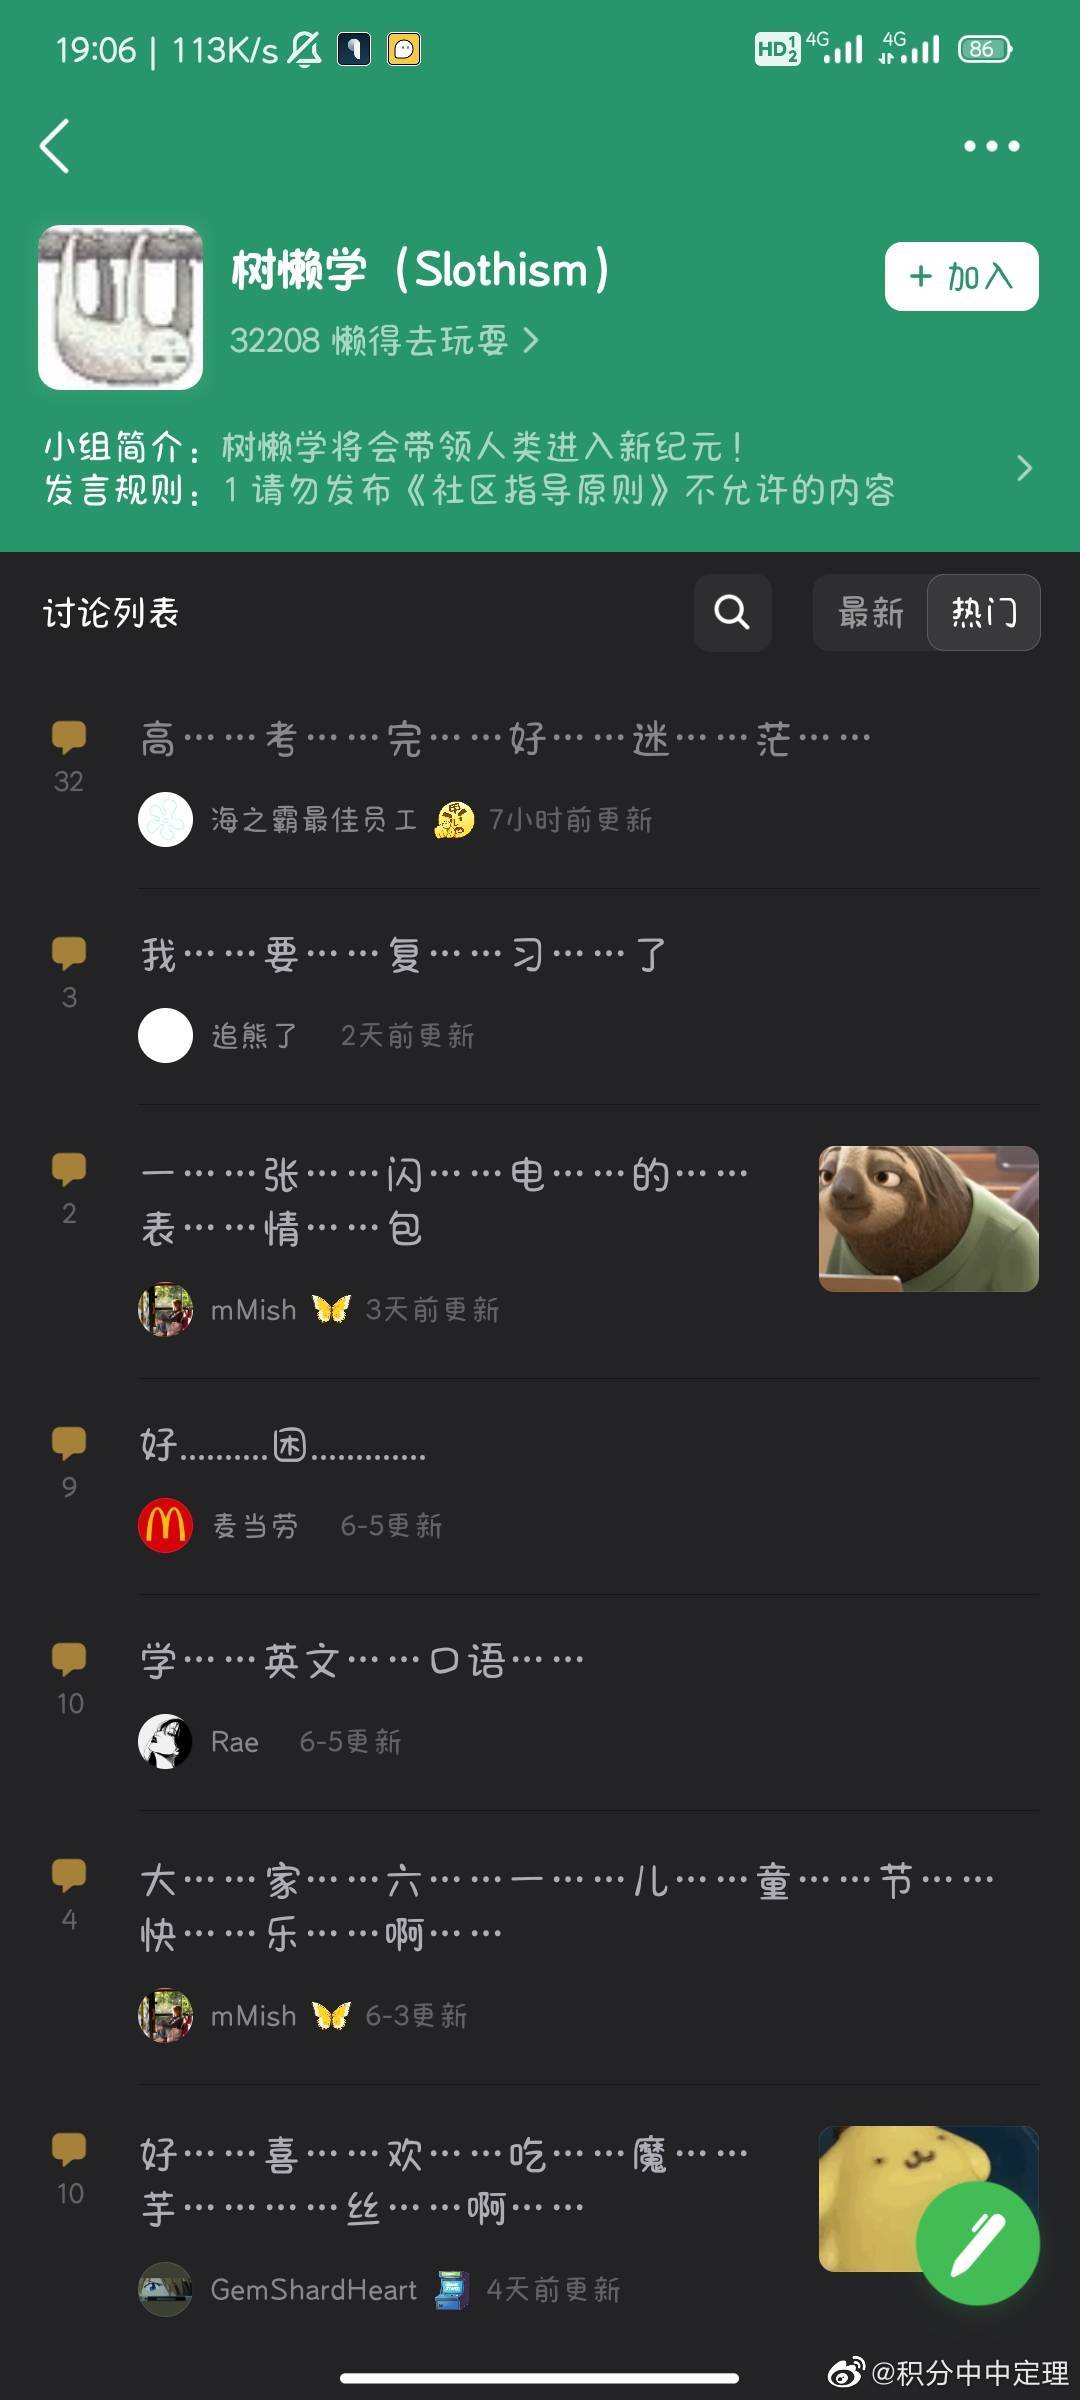 19:06 | 113K/s
HD 1 2 4G 4G 86
树懒学（Slothism）
+ 加入
32208 懒得去玩耍
小组简介：树懒学将会带领人类进入新纪元！
发言规则：1 请勿发布《社区指导原则》不允许的内容
讨论列表
最新 热门
高……考……完……好……迷……茫……
32
海之霸最佳员工 7小时前更新
我……要……复……习……了
3
追熊了 2天前更新
一……张……闪……电……的……
表……情……包
2
mMish 3天前更新
好..........困.............
9
麦当劳 6-5更新
学……英文……口语……
10
Rae 6-5更新
大……家……六……一……儿……童……节……
快……乐……啊……
4
mMish 6-3更新
好……喜……欢……吃……魔……
芋…………丝……啊……
10
GemShardHeart 4天前更新
@积分中中定理